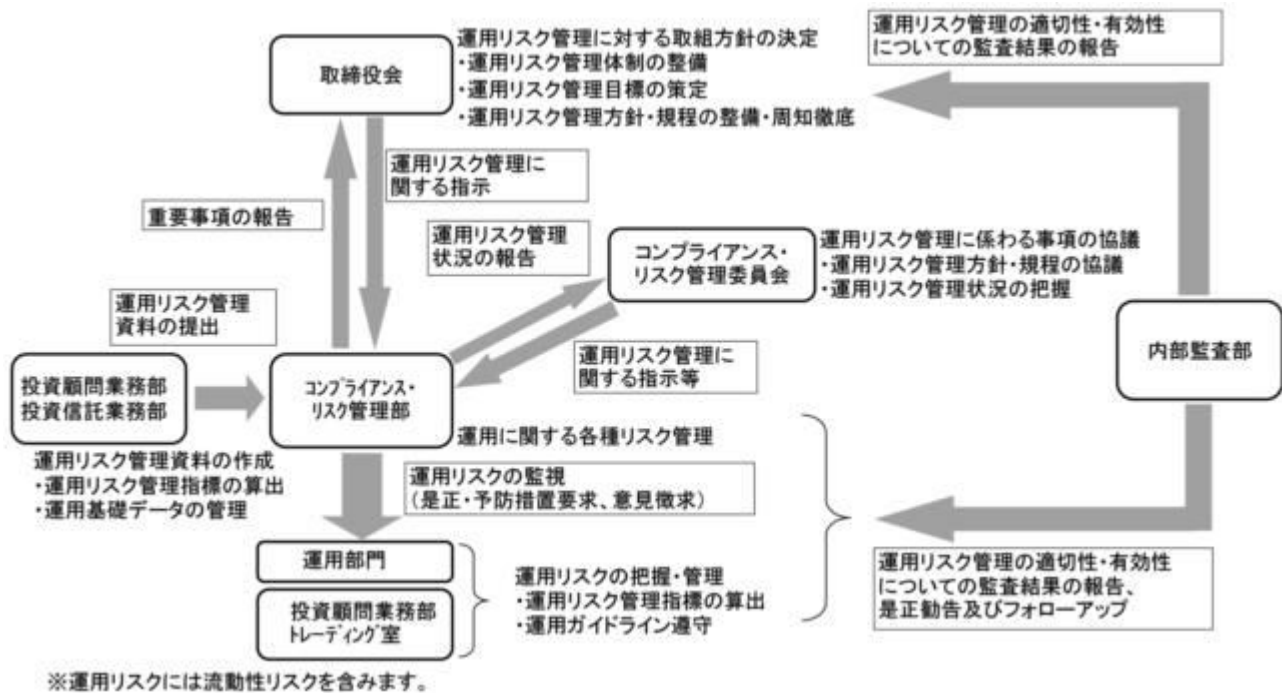 取締役会
運用リスク管理に対する取組方針の決定
・運用リスク管理体制の整備
・運用リスク管理目標の策定
・運用リスク管理方針・規程の整備・周知徹底
運用リスク管理の適切性・有効性
についての監査結果の報告
運用リスク管理に
関する指示
重要事項の報告
運用リスク管理
状況の報告
コンプライアンス・
リスク管理委員会
運用リスク管理に係わる事項の協議
・運用リスク管理方針・規程の協議
・運用リスク管理状況の把握
運用リスク管理
資料の提出
内部監査部
運用リスク管理に
関する指示等
投資顧問業務部
投資信託業務部
コンプライアンス・
リスク管理部
運用に関する各種リスク管理
運用リスク管理資料の作成
・運用リスク管理指標の算出
・運用基礎データの管理
運用リスクの監視
(是正・予防措置要求、意見徴求)
運用部門
投資顧問業務部
トレーディング室
運用リスクの把握・管理
・運用リスク管理指標の算出
・運用ガイドライン遵守
運用リスク管理の適切性・有効性
についての監査結果の報告、
是正勧告及びフォローアップ
※運用リスクには流動性リスクを含みます。